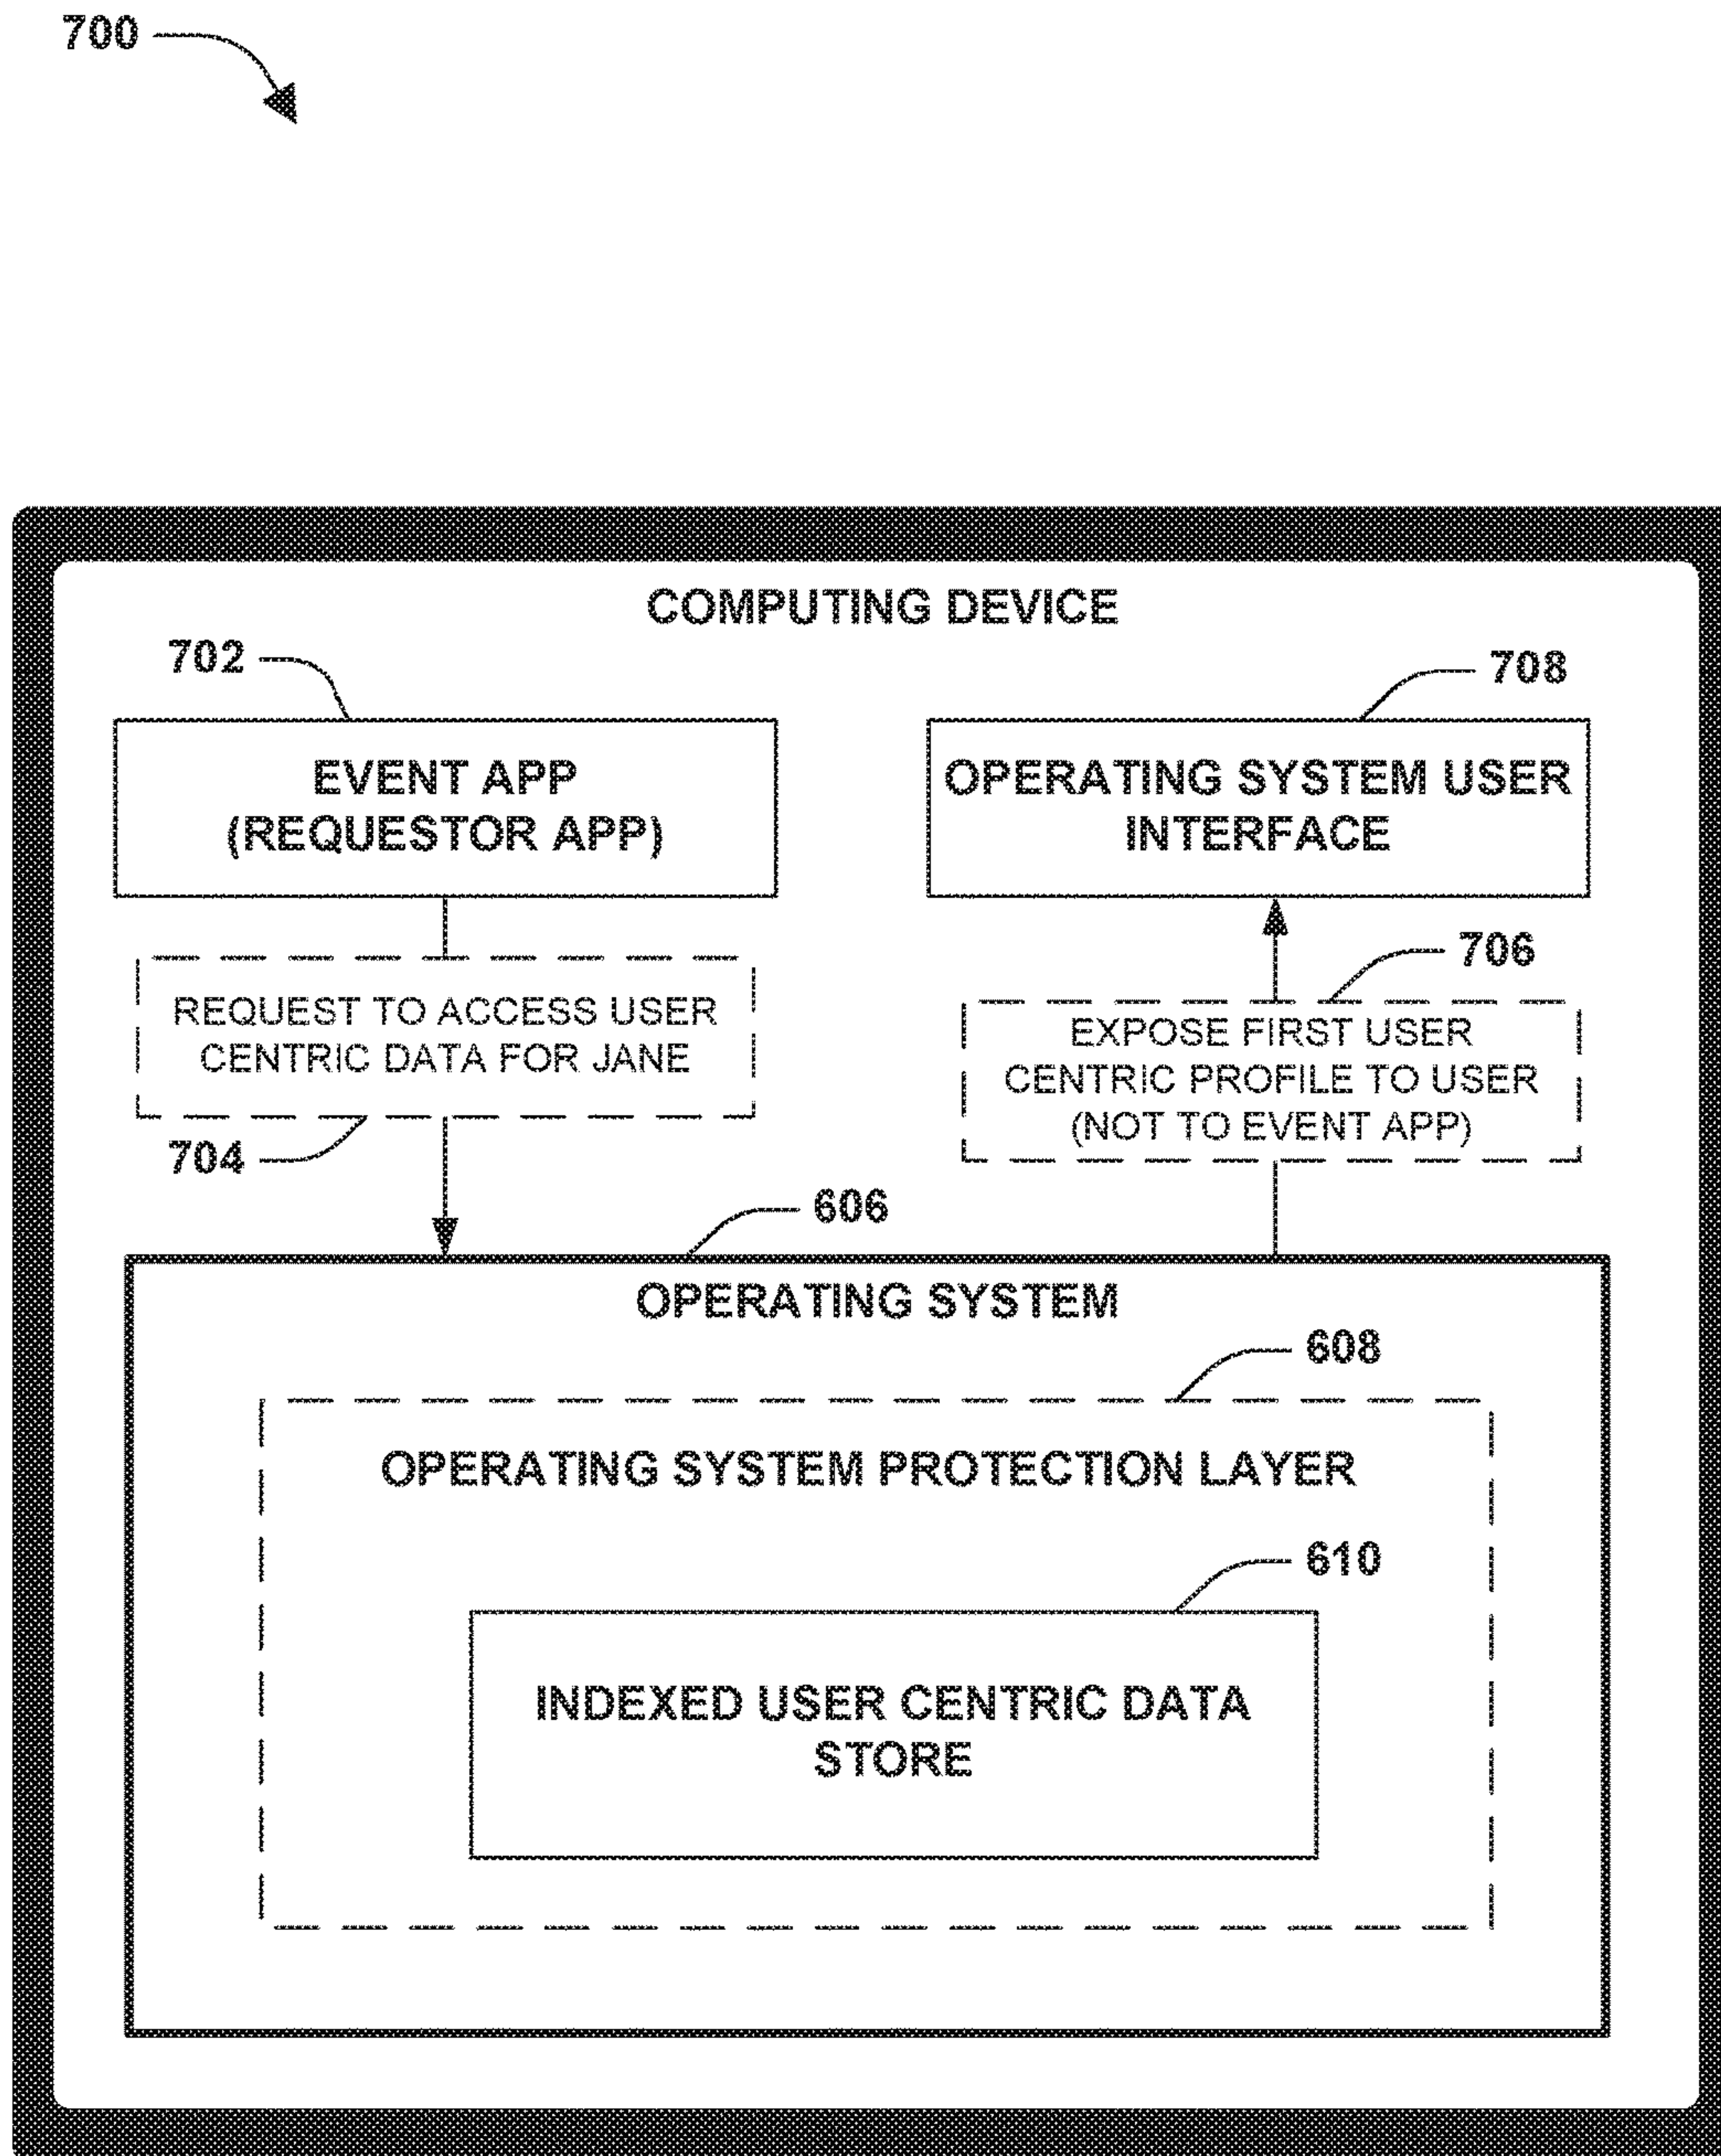 700
COMPUTING DEVICE
702
708
EVENT APP
(REQUESTOR APP)
OPERATING SYSTEM USER
INTERFACE
706
REQUEST TO ACCESS USER
CENTRIC DATA FOR JANE
EXPOSE FIRST USER
CENTRIC PROFILE TO USER
(NOT TO EVENT APP)
704
606
OPERATING SYSTEM
608
OPERATING SYSTEM PROTECTION LAYER
610
INDEXED USER CENTRIC DATA
STORE